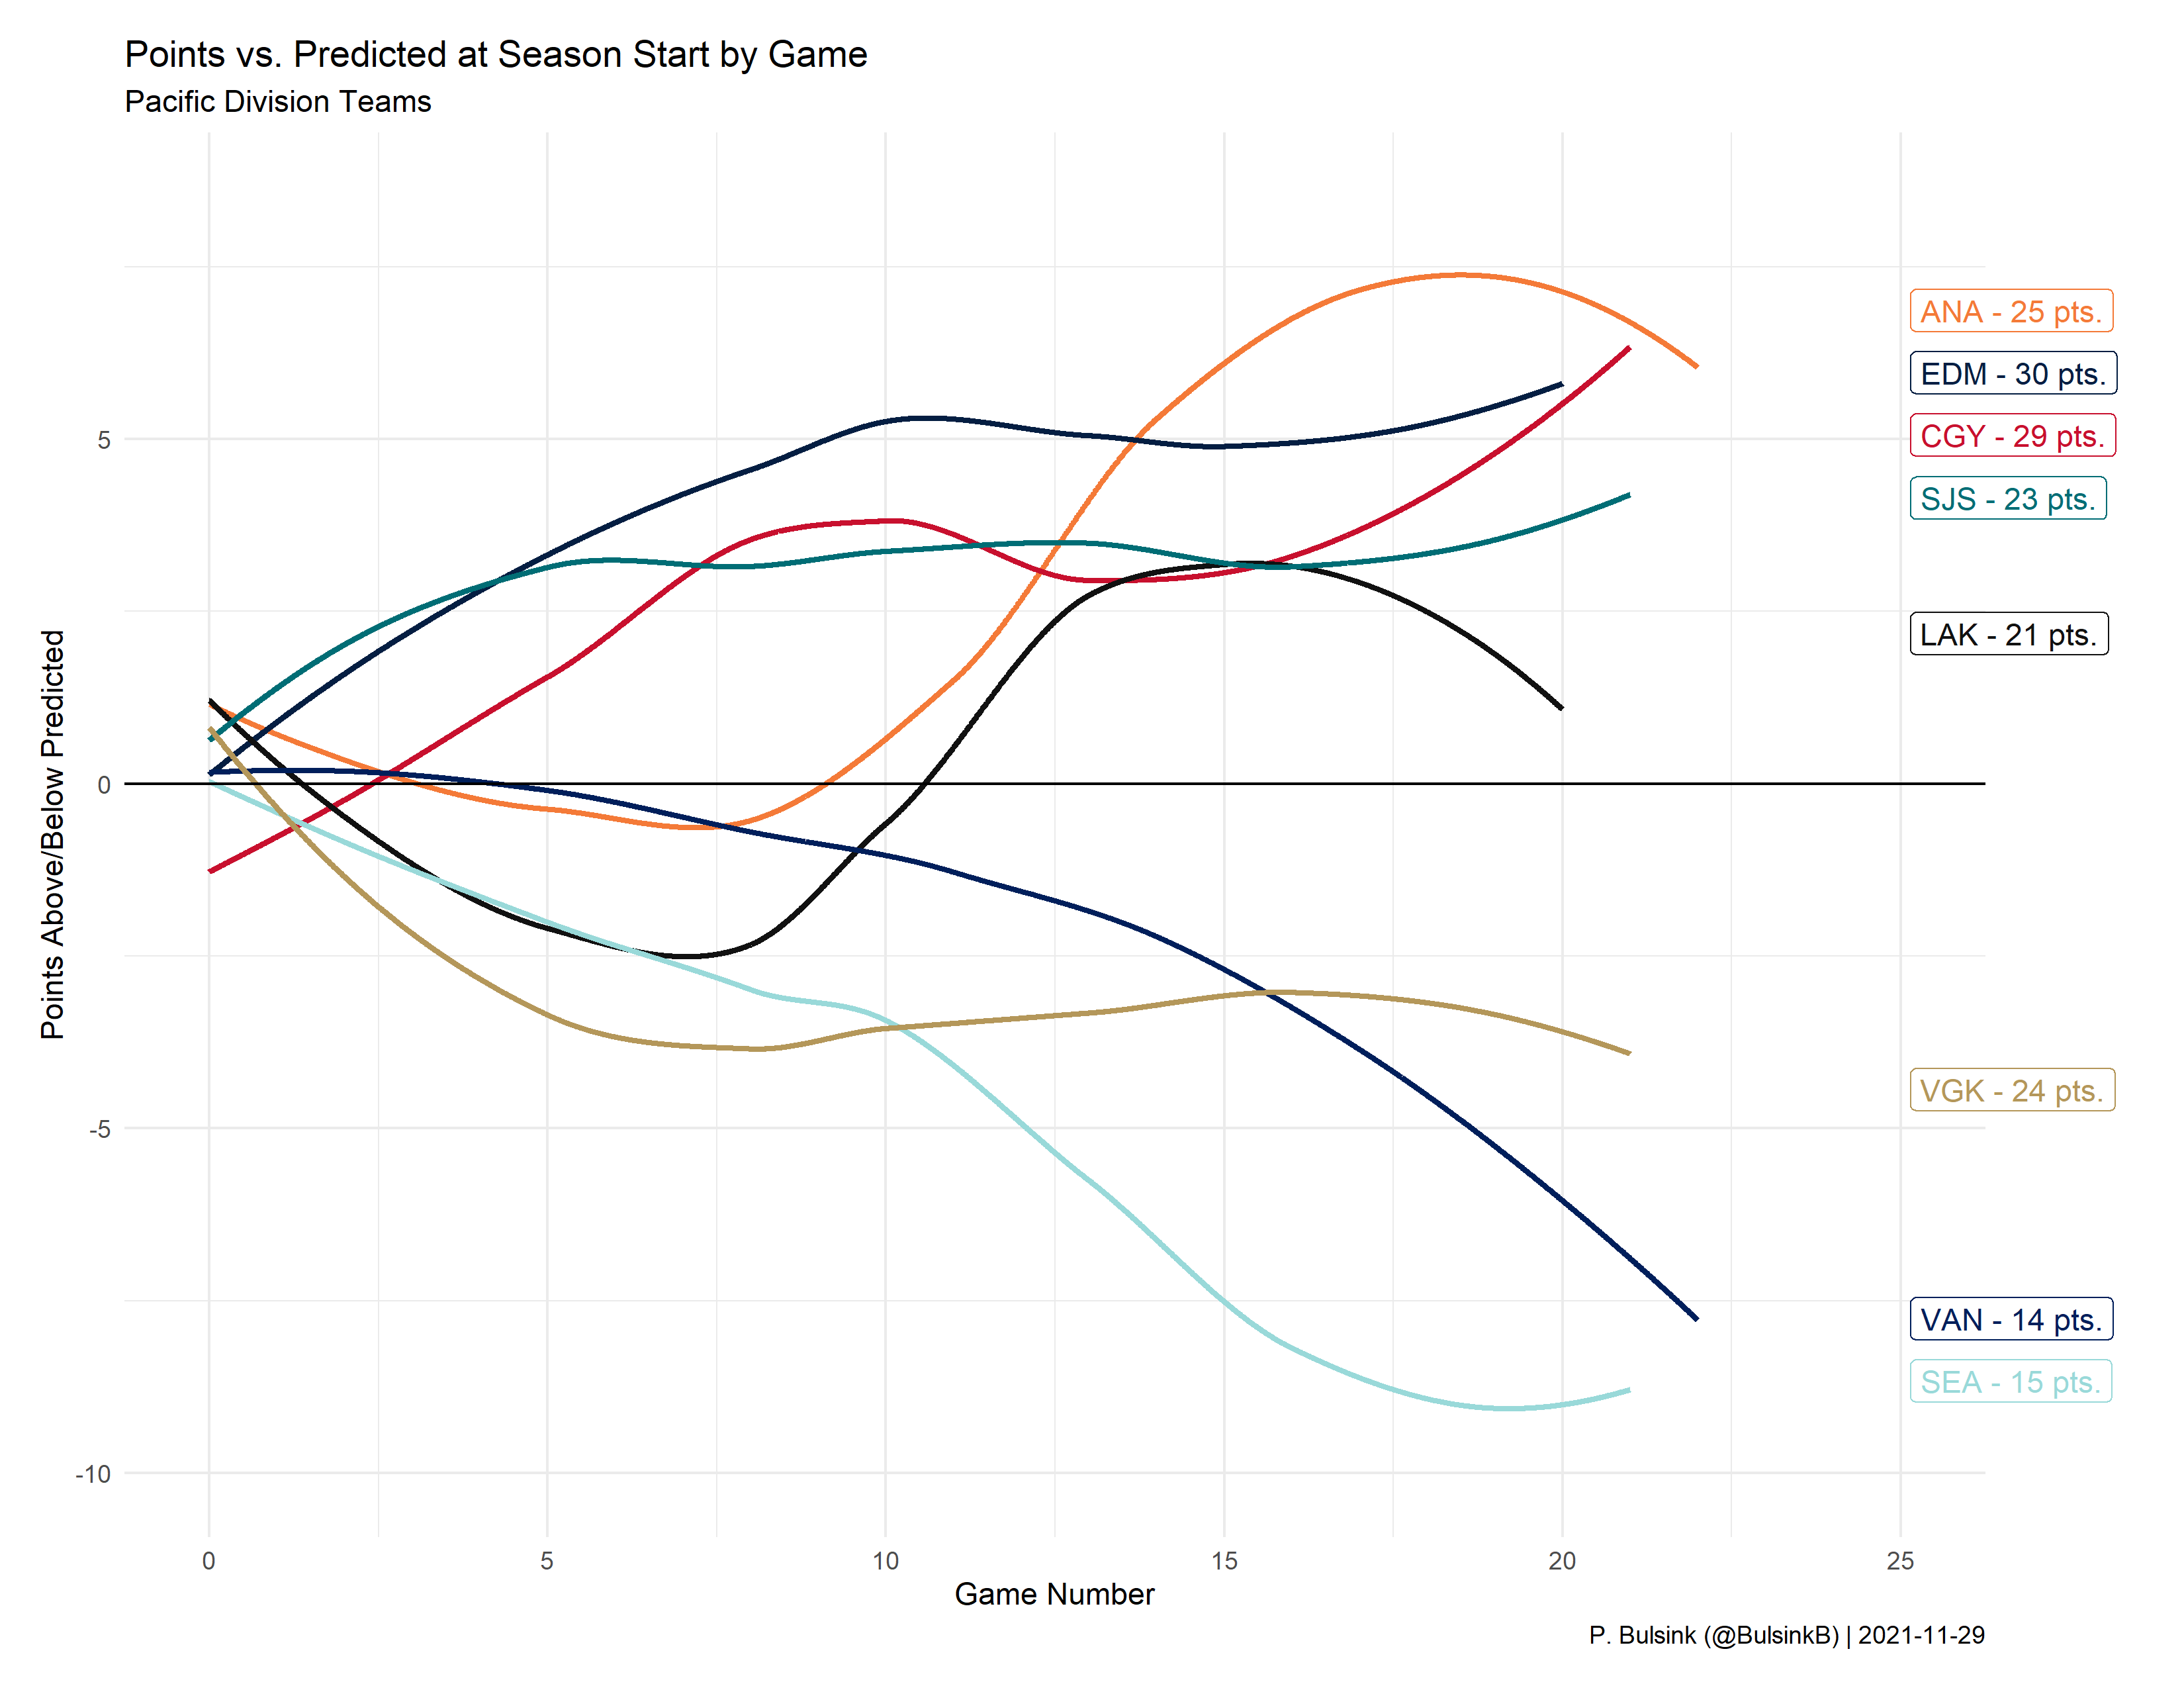 Points vs. Predicted at Season Start by Game
Pacific Division Teams
Points Above/Below Predicted
5
0
-5
-10
ANA - 25 pts.
EDM - 30 pts.
CGY - 29 pts.
SJS - 23 pts.
LAK - 21 pts.
VGK - 24 pts.
VAN - 14 pts.
SEA - 15 pts.
0 5 10 15 20 25
Game Number
P. Bulsink (@BulsinkB) | 2021-11-29